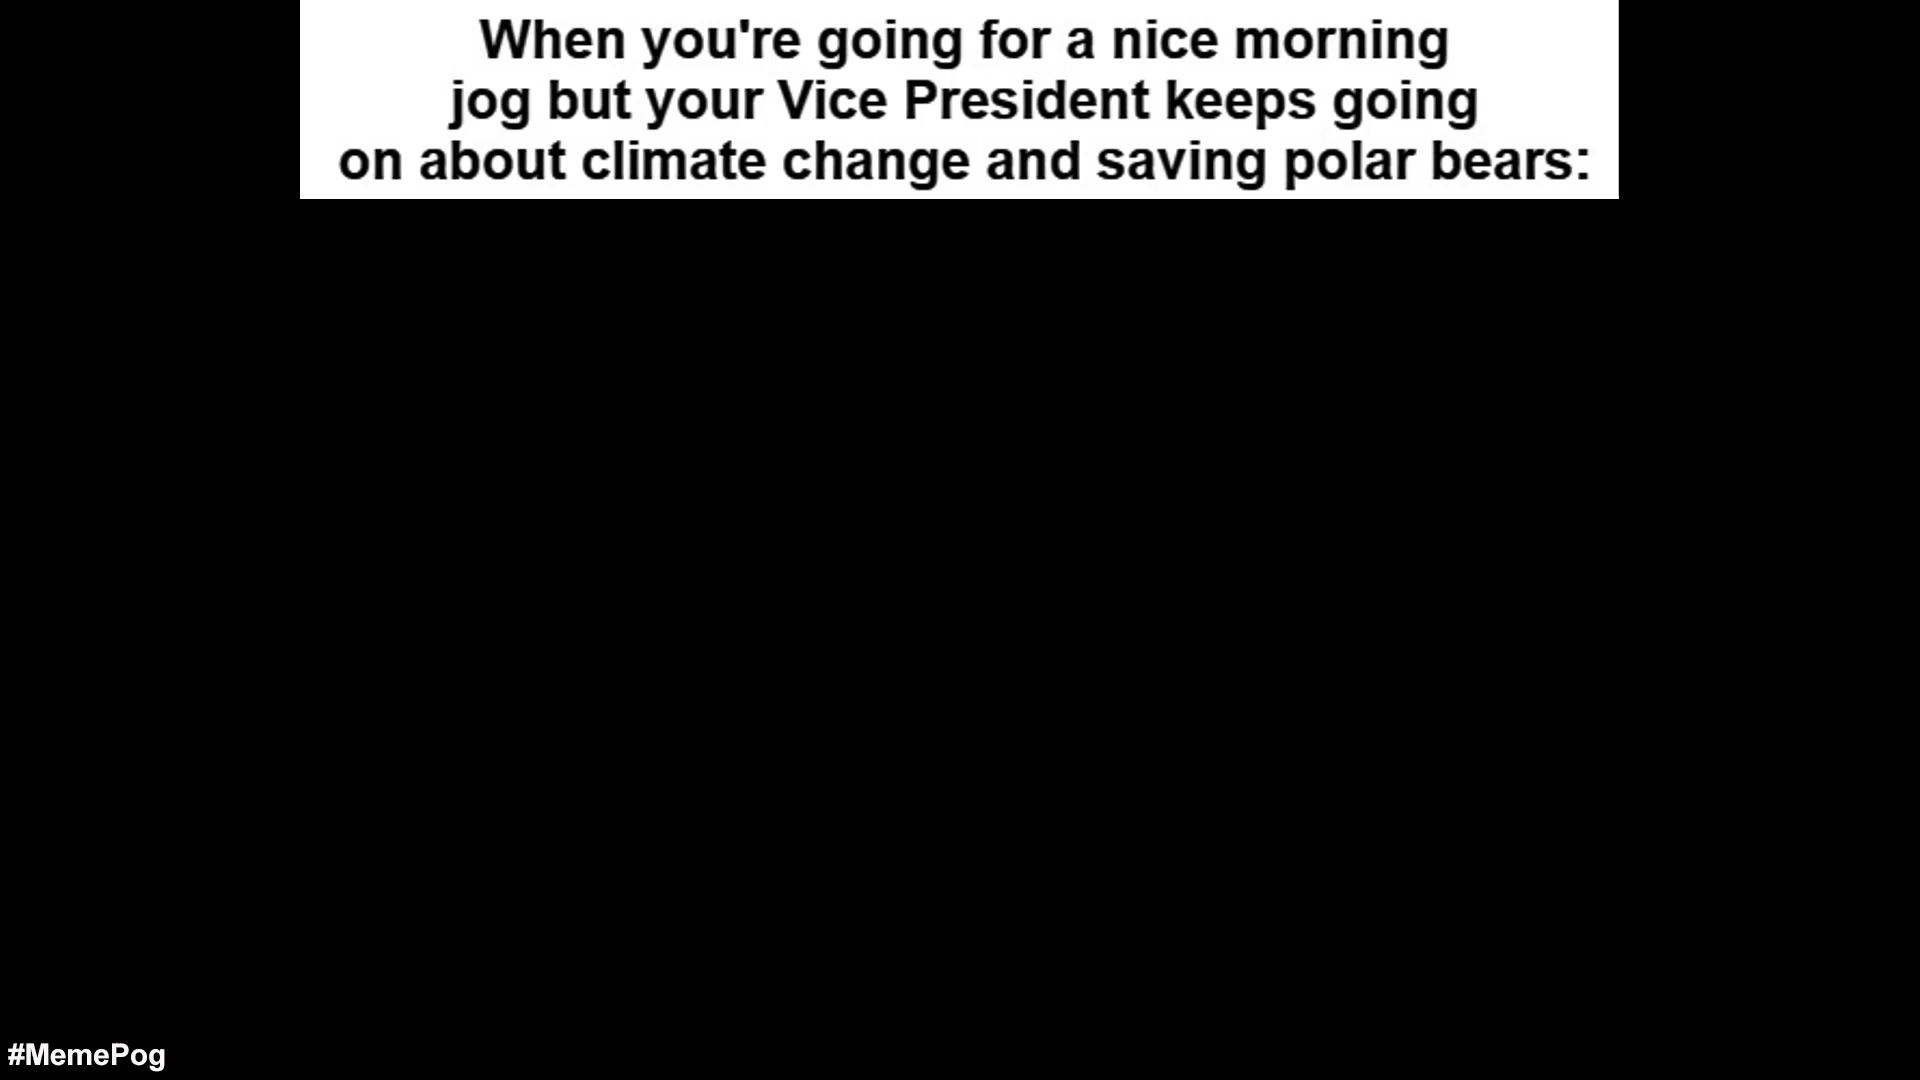 When you're going for a nice morning
jog but your Vice President keeps going
on about climate change and saving polar bears:
#MemePog